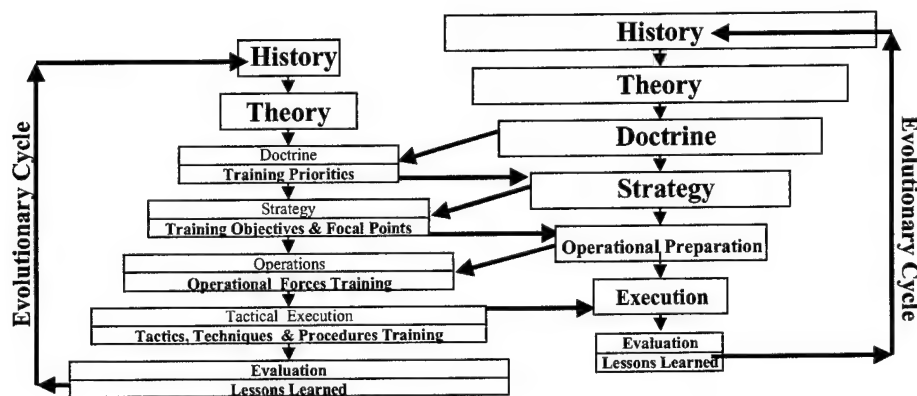 Evolutionary Cycle
History
Theory
Doctrine
Training Priorities
Strategy
Training Objectives & Focal Points
Operations
Operational Forces Training
Tactical Execution
Tactics, Techniques & Procedures Training
Evaluation
Lessons Learned
History
Theory
Doctrine
Strategy
Operational Preparation
Execution
Evaluation
Lessons Learned
Evolutionary Cycle